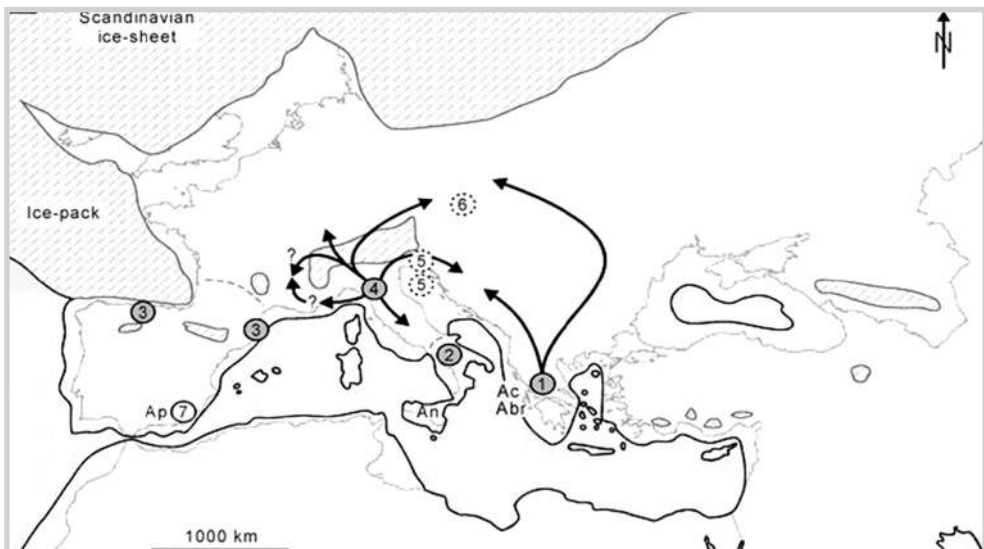 Scandinavian
ice-sheet
N
Ice-pack
6
?
5
5
4
?
3
3
2
1
Ac
Abr
An
Ap 7
1000 km